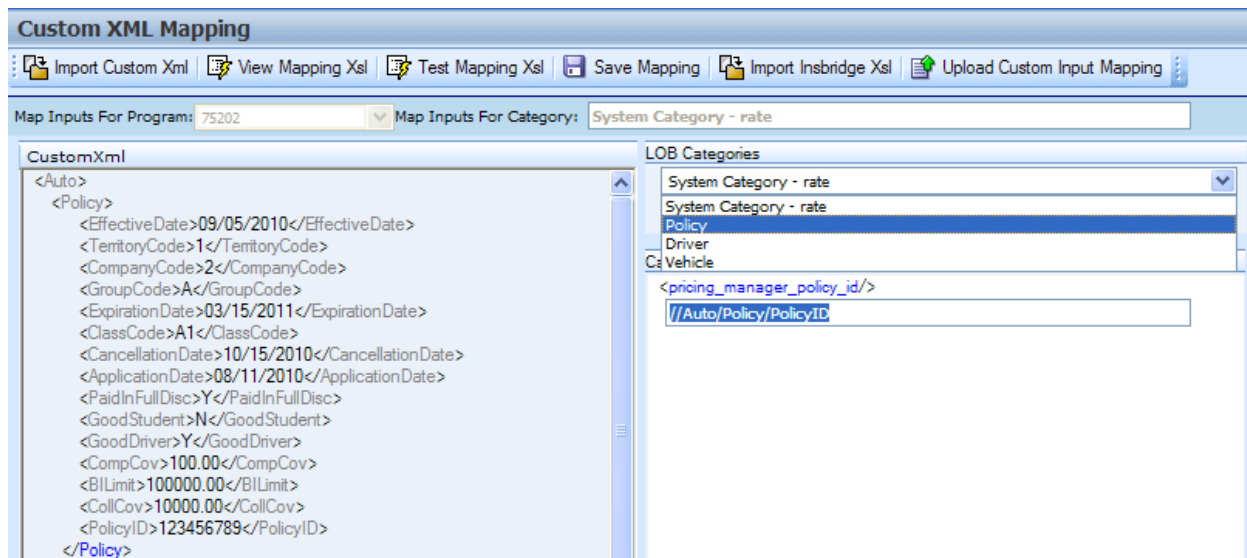 Custom XML Mapping
Import Custom Xml View Mapping Xsl Test Mapping Xsl Save Mapping Import Insbridge Xsl Upload Custom Input Mapping
Map Inputs For Program: 75202 Map Inputs For Category: System Category - rate
CustomXml
<Auto>
<Policy>
<EffectiveDate>09/05/2010</EffectiveDate>
<TerritoryCode>1</TerritoryCode>
<CompanyCode>2</CompanyCode>
<GroupCode>A</GroupCode>
<ExpirationDate>03/15/2011</ExpirationDate>
<ClassCode>A1</ClassCode>
<CancellationDate>10/15/2010</CancellationDate>
<ApplicationDate>08/11/2010</ApplicationDate>
<PaidInFullDisc>Y</PaidInFullDisc>
<GoodStudent>N</GoodStudent>
<GoodDriver>Y</GoodDriver>
<CompCov>100.00</CompCov>
<BILimit>100000.00</BILimit>
<CollCov>10000.00</CollCov>
<PolicyID>123456789</PolicyID>
</Policy>
LOB Categories
System Category - rate
System Category - rate
Policy
Driver
Vehicle
<pricing_manager_policy_id/>
//Auto/Policy/PolicyID